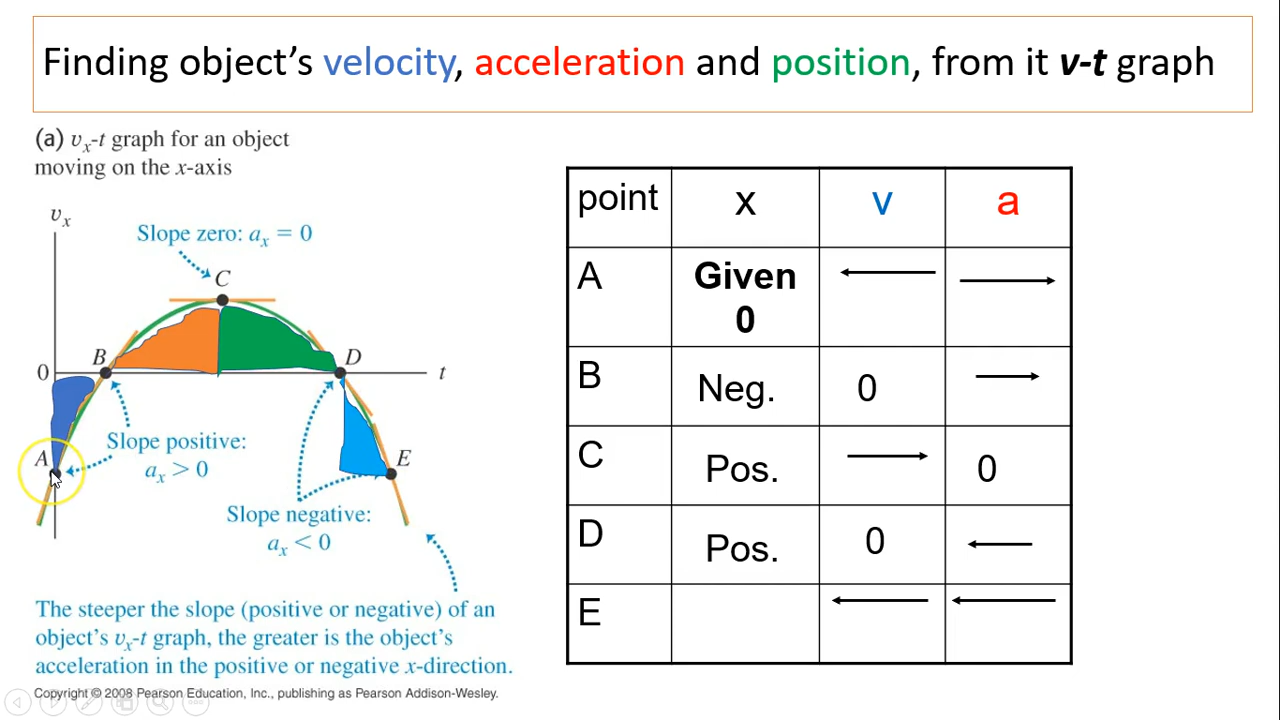 Finding object's velocity, acceleration and position, from it v-t graph
(a) vₓ-t graph for an object
moving on the x-axis
vₓ
Slope zero: aₓ = 0
C
B
D
0
t
A
Slope positive:
aₓ > 0
E
Slope negative:
aₓ < 0
The steeper the slope (positive or negative) of an
object's vₓ-t graph, the greater is the object's
acceleration in the positive or negative x-direction.
Copyright © 2008 Pearson Education, Inc., publishing as Pearson Addison-Wesley.
point x v a
A Given
0
B Neg. 0
C Pos. 0
D Pos. 0
E